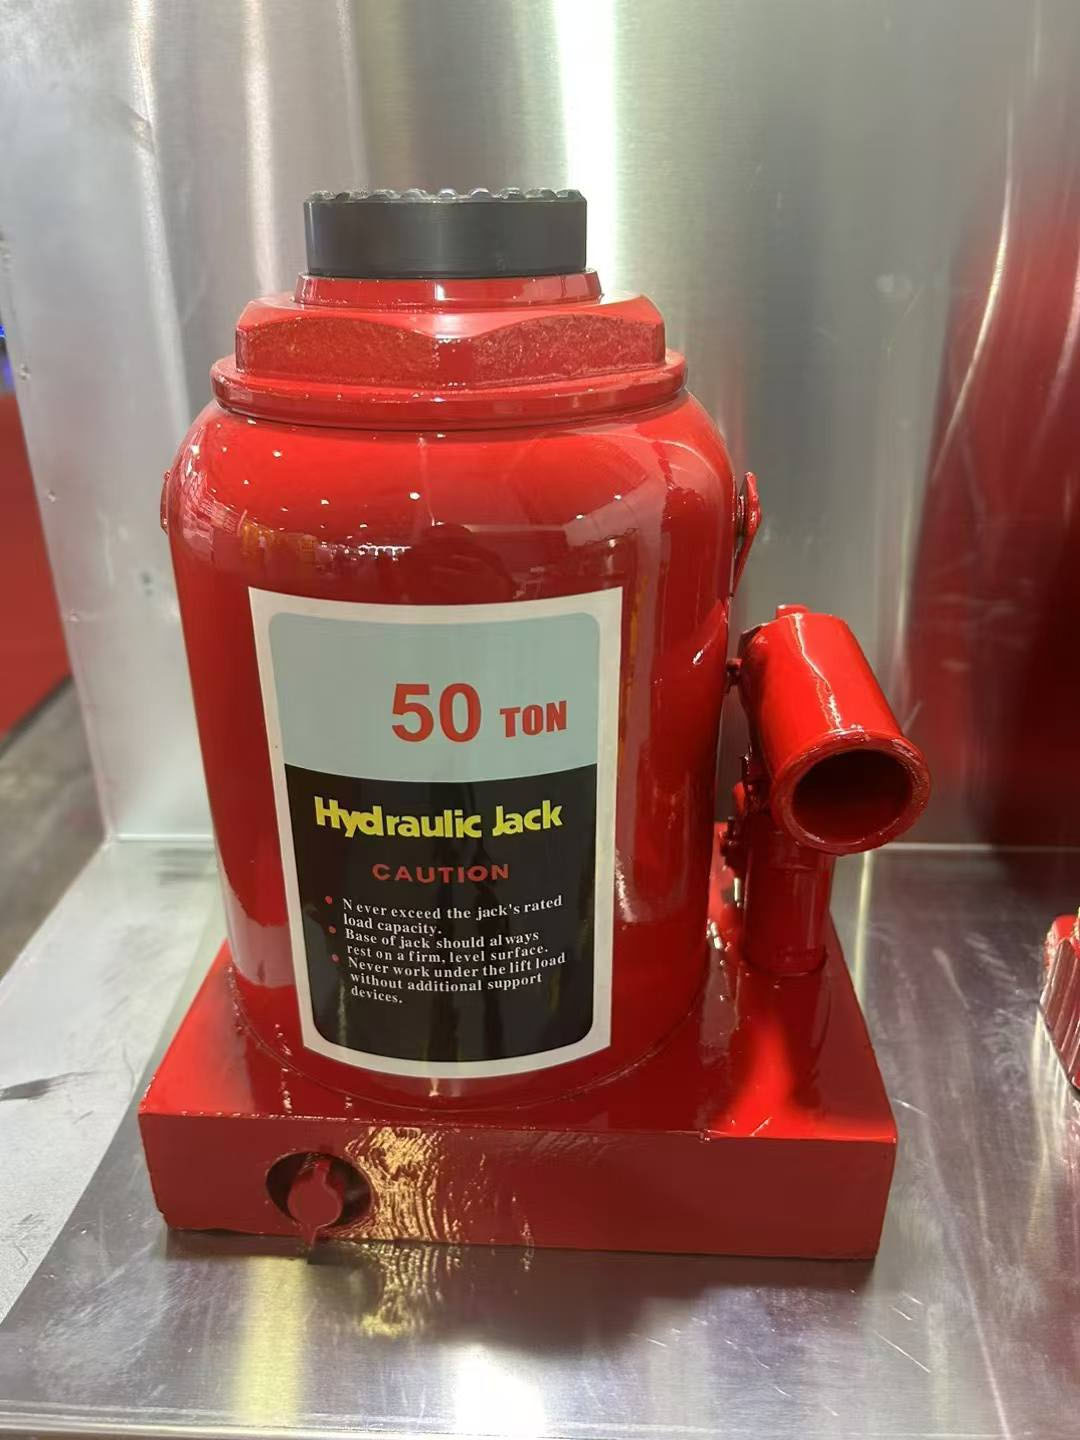 50 TON
Hydraulic Jack
CAUTION
• Never exceed the jack's rated
load capacity.
• Base of jack should always
rest on a firm, level surface.
• Never work under the lift load
without additional support
devices.